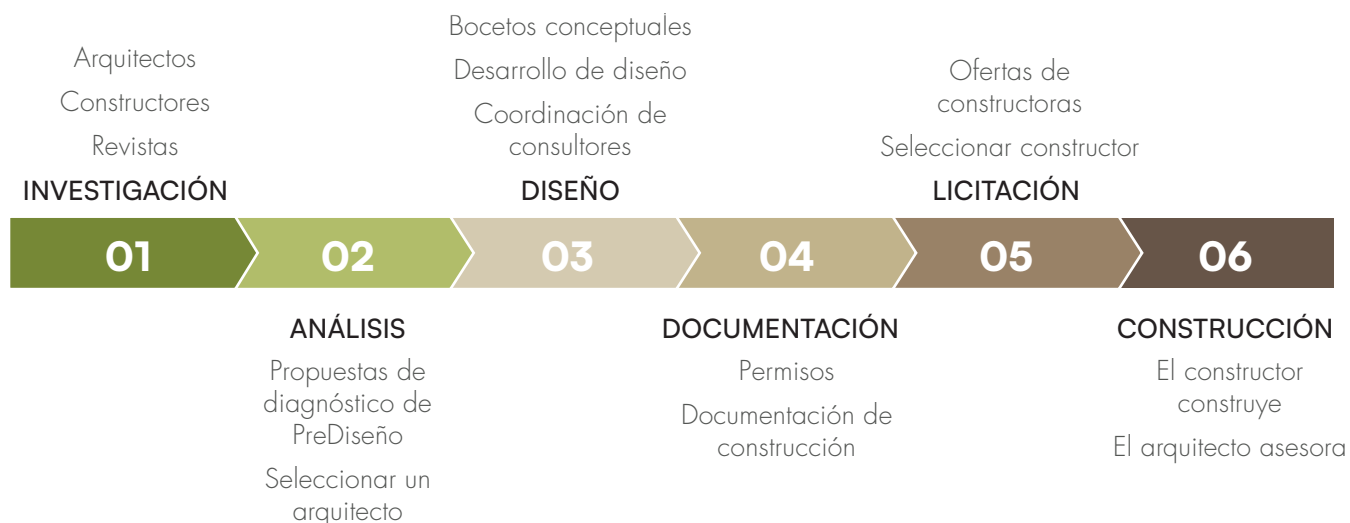 Arquitectos
Constructores
Revistas
INVESTIGACIÓN
01
02
ANÁLISIS
Propuestas de
diagnóstico de
PreDiseño
Seleccionar un
arquitecto
Bocetos conceptuales
Desarrollo de diseño
Coordinación de
consultores
DISEÑO
03
04
DOCUMENTACIÓN
Permisos
Documentación de
construcción
Ofertas de
constructoras
Seleccionar constructor
LICITACIÓN
05
06
CONSTRUCCIÓN
El constructor
construye
El arquitecto asesora